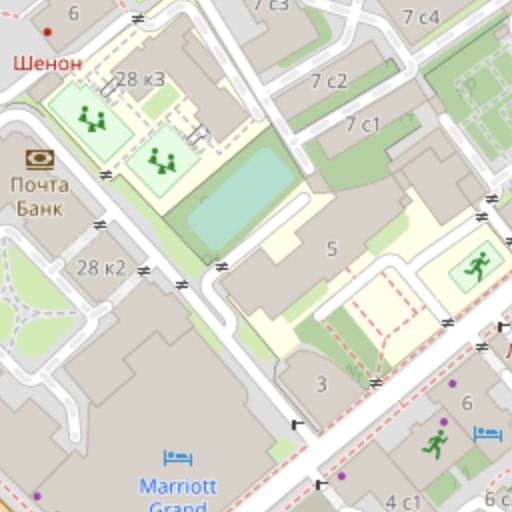 6
7 с3
7 с4
Шенон
28 к3
7 с2
7 с1
Почта
Банк
5
28 к2
3
6
Marriott
Grand
4 с1
6 с